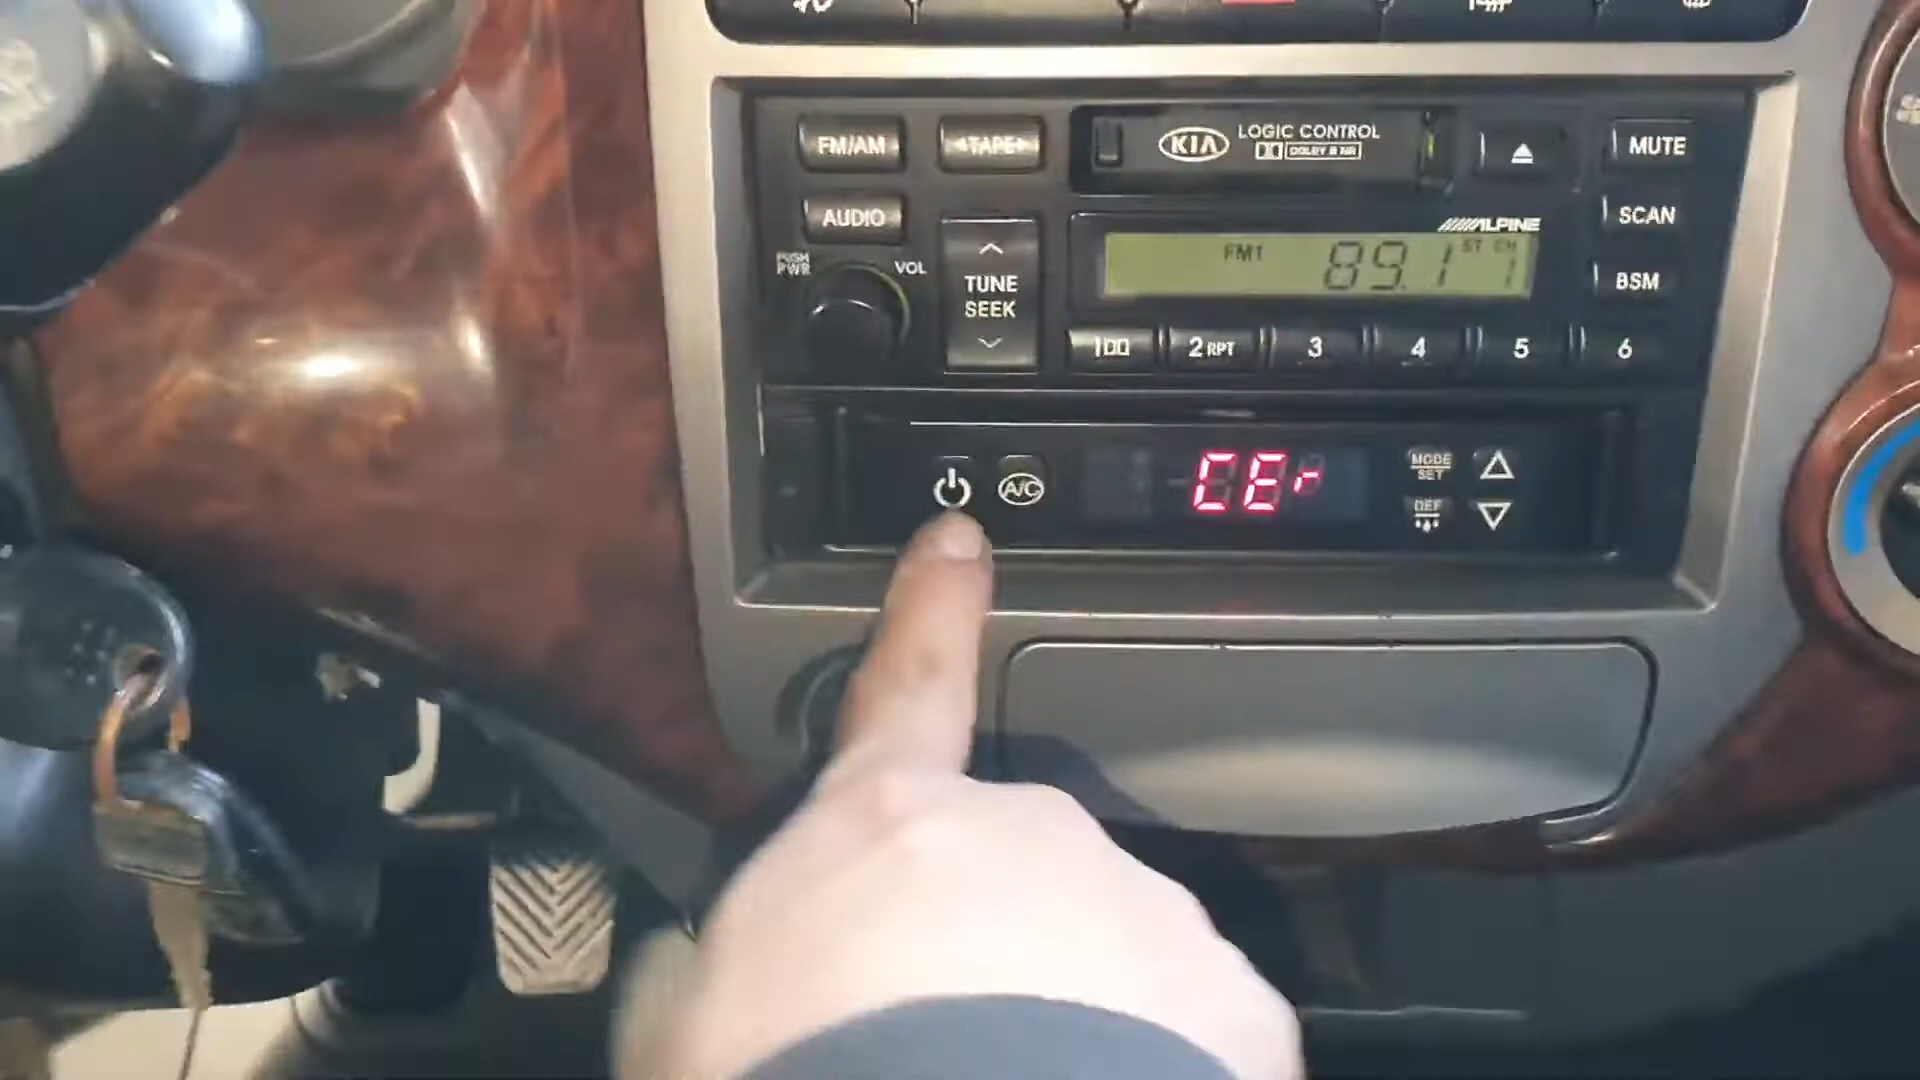 FM/AM
◁TAPE▷
KIA
LOGIC CONTROL
DOLBY B NR
MUTE
AUDIO
SCAN
ALPINE
PUSH
PWR
VOL
TUNE
SEEK
FM1
89.1
ST
CH
1
BSM
1
2 RPT
3
4
5
6
A/C
CEr
MODE
SET
DEF